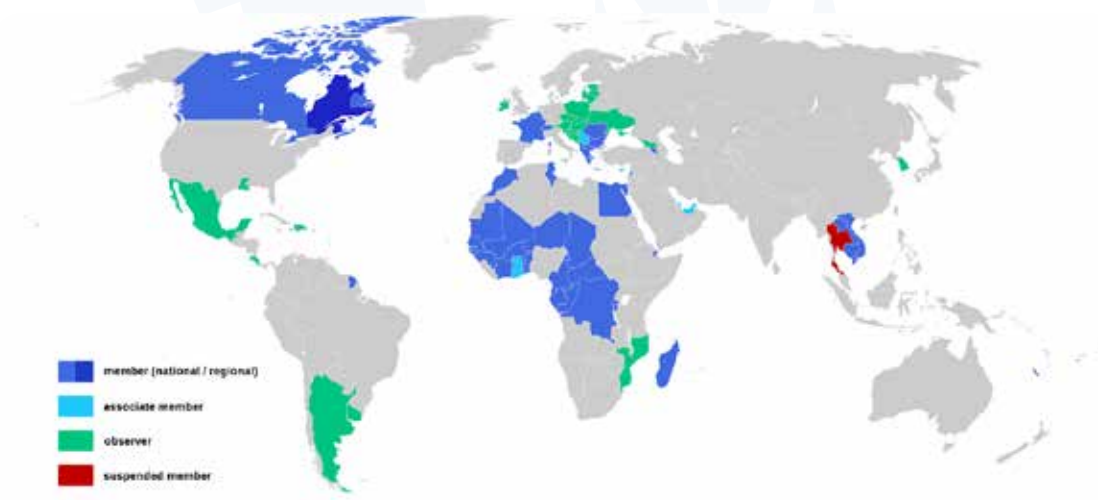 member (national / regional)
associate member
observer
suspended member